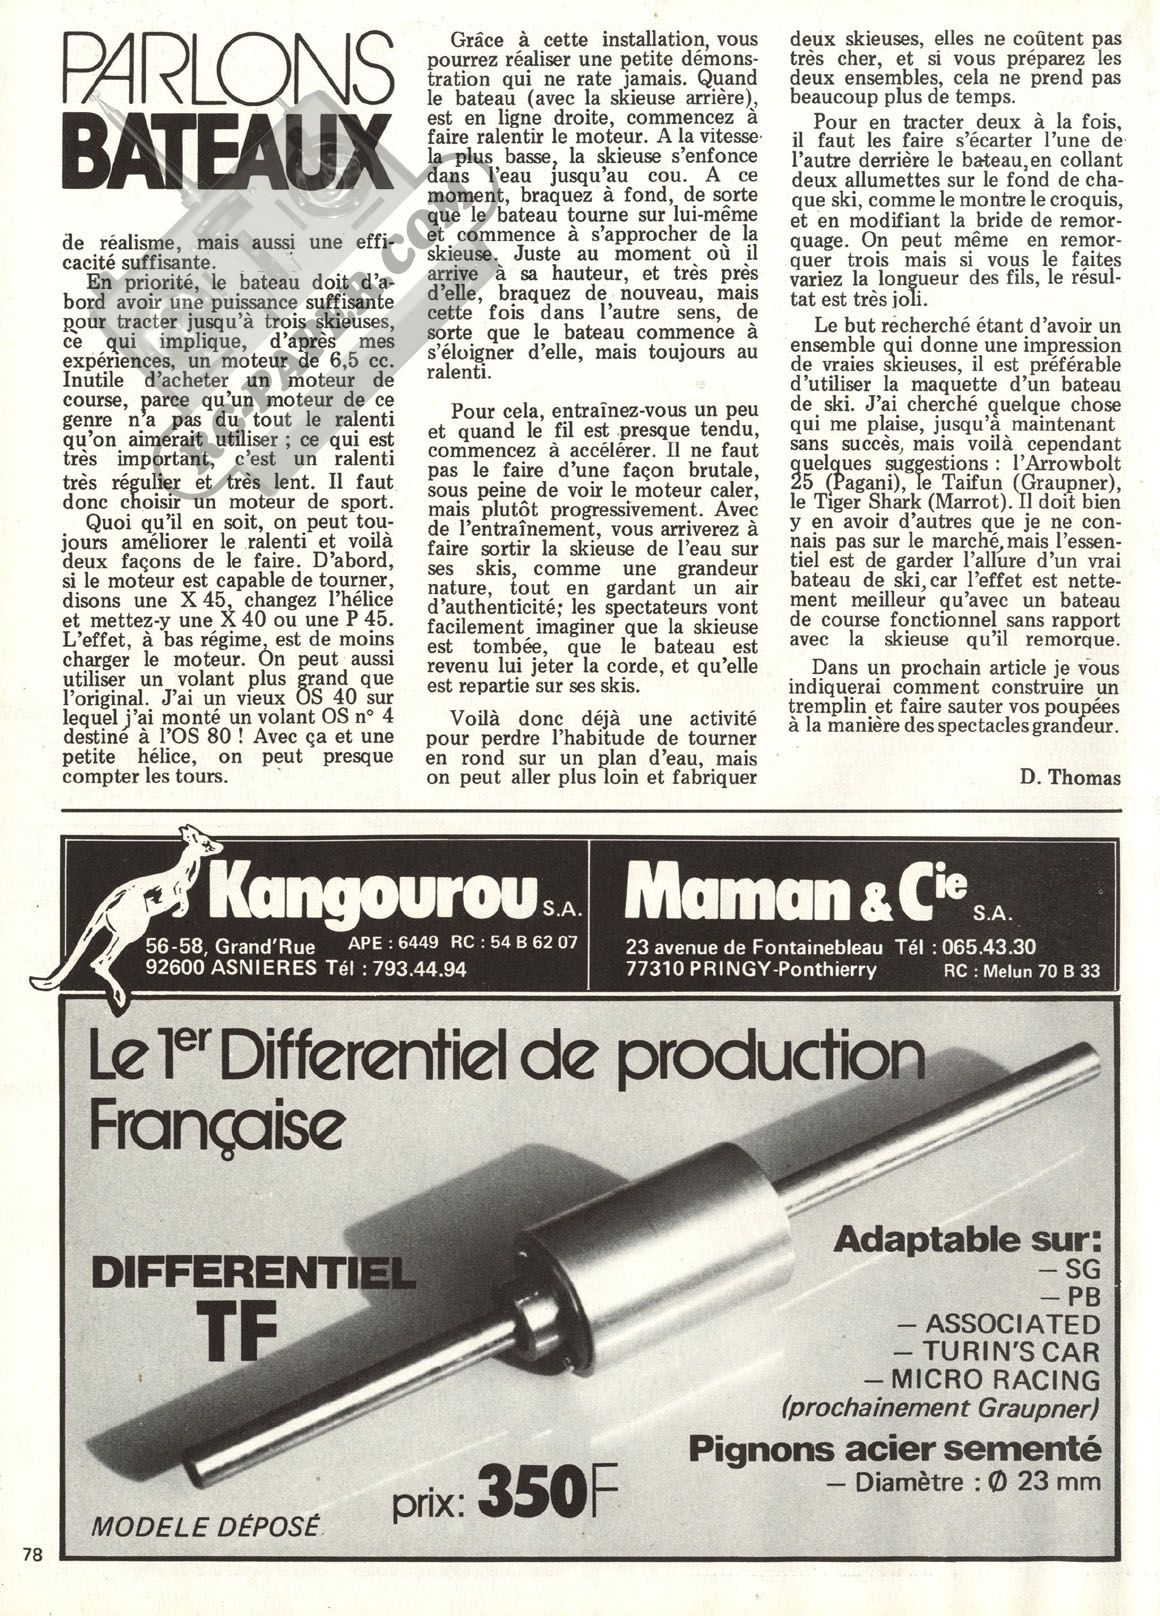 PARLONS
BATEAUX
de réalisme, mais aussi une effi-
cacité suffisante.
En priorité, le bateau doit d'a-
bord avoir une puissance suffisante
pour tracter jusqu'à trois skieuses,
ce qui implique, d'après mes
expériences, un moteur de 6,5 cc.
Inutile d'acheter un moteur de
course, parce qu'un moteur de ce
genre n'a pas du tout le ralenti
qu'on aimerait utiliser ; ce qui est
très important, c'est un ralenti
très régulier et très lent. Il faut
donc choisir un moteur de sport.
Quoi qu'il en soit, on peut tou-
jours améliorer le ralenti et voilà
deux façons de le faire. D'abord,
si le moteur est capable de tourner,
disons une X 45, changez l'hélice
et mettez-y une X 40 ou une P 45.
L'effet, à bas régime, est de moins
charger le moteur. On peut aussi
utiliser un volant plus grand que
l'original. J'ai un vieux OS 40 sur
lequel j'ai monté un volant OS n° 4
destiné à l'OS 80 ! Avec ça et une
petite hélice, on peut presque
compter les tours.
Grâce à cette installation, vous
pourrez réaliser une petite démons-
tration qui ne rate jamais. Quand
le bateau (avec la skieuse arrière),
est en ligne droite, commencez à
faire ralentir le moteur. A la vitesse
la plus basse, la skieuse s'enfonce
dans l'eau jusqu'au cou. A ce
moment, braquez à fond, de sorte
que le bateau tourne sur lui-même
et commence à s'approcher de la
skieuse. Juste au moment où il
arrive à sa hauteur, et très près
d'elle, braquez de nouveau, mais
cette fois dans l'autre sens, de
sorte que le bateau commence à
s'éloigner d'elle, mais toujours au
ralenti.
Pour cela, entraînez-vous un peu
et quand le fil est presque tendu,
commencez à accélérer. Il ne faut
pas le faire d'une façon brutale,
sous peine de voir le moteur caler,
mais plutôt progressivement. Avec
de l'entraînement, vous arriverez à
faire sortir la skieuse de l'eau sur
ses skis, comme une grandeur
nature, tout en gardant un air
d'authenticité; les spectateurs vont
facilement imaginer que la skieuse
est tombée, que le bateau est
revenu lui jeter la corde, et qu'elle
est repartie sur ses skis.
Voilà donc déjà une activité
pour perdre l'habitude de tourner
en rond sur un plan d'eau, mais
on peut aller plus loin et fabriquer
deux skieuses, elles ne coûtent pas
très cher, et si vous préparez les
deux ensembles, cela ne prend pas
beaucoup plus de temps.
Pour en tracter deux à la fois,
il faut les faire s'écarter l'une de
l'autre derrière le bateau, en collant
deux allumettes sur le fond de cha-
que ski, comme le montre le croquis,
et en modifiant la bride de remor-
quage. On peut même en remor-
quer trois mais si vous le faites
variez la longueur des fils, le résul-
tat est très joli.
Le but recherché étant d'avoir un
ensemble qui donne une impression
de vraies skieuses, il est préférable
d'utiliser la maquette d'un bateau
de ski. J'ai cherché quelque chose
qui me plaise, jusqu'à maintenant
sans succès, mais voilà cependant
quelques suggestions : l'Arrowbolt
25 (Pagani), le Taifun (Graupner),
le Tiger Shark (Marrot). Il doit bien
y en avoir d'autres que je ne con-
nais pas sur le marché, mais l'essen-
tiel est de garder l'allure d'un vrai
bateau de ski, car l'effet est nette-
ment meilleur qu'avec un bateau
de course fonctionnel sans rapport
avec la skieuse qu'il remorque.
Dans un prochain article je vous
indiquerai comment construire un
tremplin et faire sauter vos poupées
à la manière des spectacles grandeur.
D. Thomas
RC-PAPER.COM
Kangourou S.A.
56-58, Grand'Rue APE : 6449 RC : 54 B 62 07
92600 ASNIERES Tél : 793.44.94
Maman & Cie S.A.
23 avenue de Fontainebleau Tél : 065.43.30
77310 PRINGY-Ponthierry RC : Melun 70 B 33
Le 1er Differentiel de production
Française
DIFFERENTIEL
TF
Adaptable sur:
– SG
– PB
– ASSOCIATED
– TURIN'S CAR
– MICRO RACING
(prochainement Graupner)
Pignons acier sementé
– Diamètre : Ø 23 mm
prix: 350F
MODELE DÉPOSÉ
78